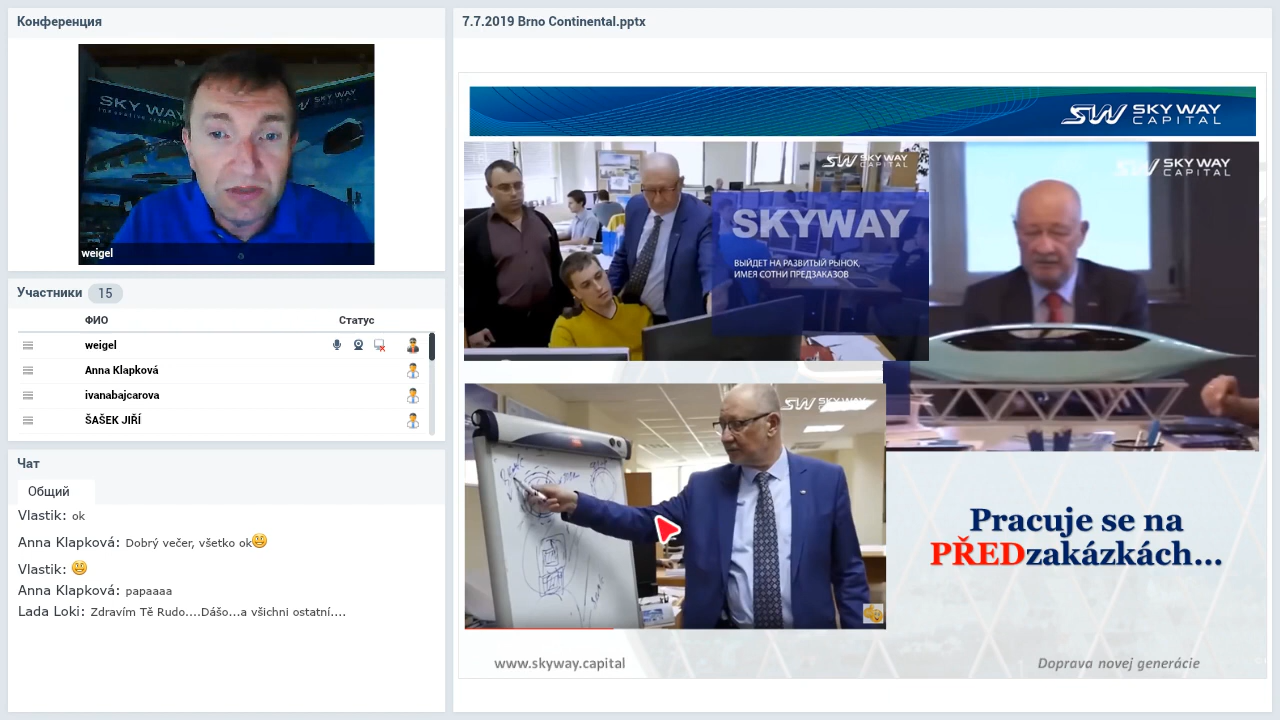 Конференция
SKY WAY
SKY WAY
CAPITAL
weigel
Участники 15
ФИО Статус
weigel
Anna Klapková
ivanabajcarova
ŠAŠEK JIŘÍ
Чат
Общий
Vlastik: ok
Anna Klapková: Dobrý večer, všetko ok
Vlastik:
Anna Klapková: papaaaa
Lada Loki: Zdravím Tě Rudo....Dášo...a všichni ostatní....
7.7.2019 Brno Continental.pptx
SW SKY WAY
CAPITAL
SW SKY WAY
CAPITAL
SKYWAY
ВЫЙДЕТ НА РАЗВИТЫЙ РЫНОК,
ИМЕЯ СОТНИ ПРЕДЗАКАЗОВ
SW SKY WAY
CAPITAL
SW SKY WAY
Pracuje se na
PŘEDzakázkách...
www.skyway.capital
Doprava novej generácie